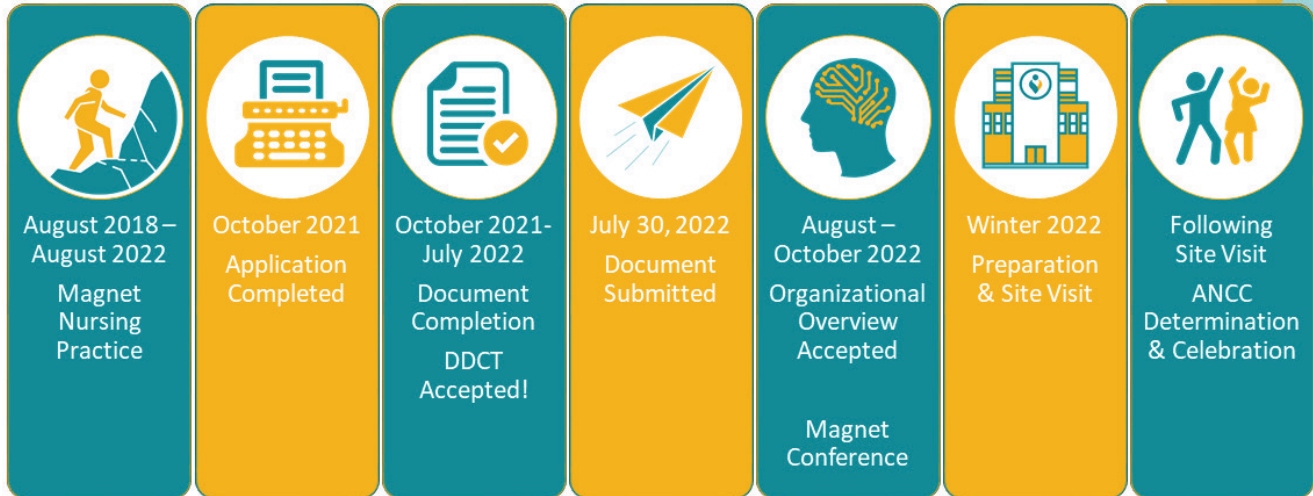 August 2018 –
August 2022
Magnet
Nursing
Practice
October 2021
Application
Completed
October 2021-
July 2022
Document
Completion
DDCT
Accepted!
July 30, 2022
Document
Submitted
August –
October 2022
Organizational
Overview
Accepted
Magnet
Conference
Winter 2022
Preparation
& Site Visit
Following
Site Visit
ANCC
Determination
& Celebration